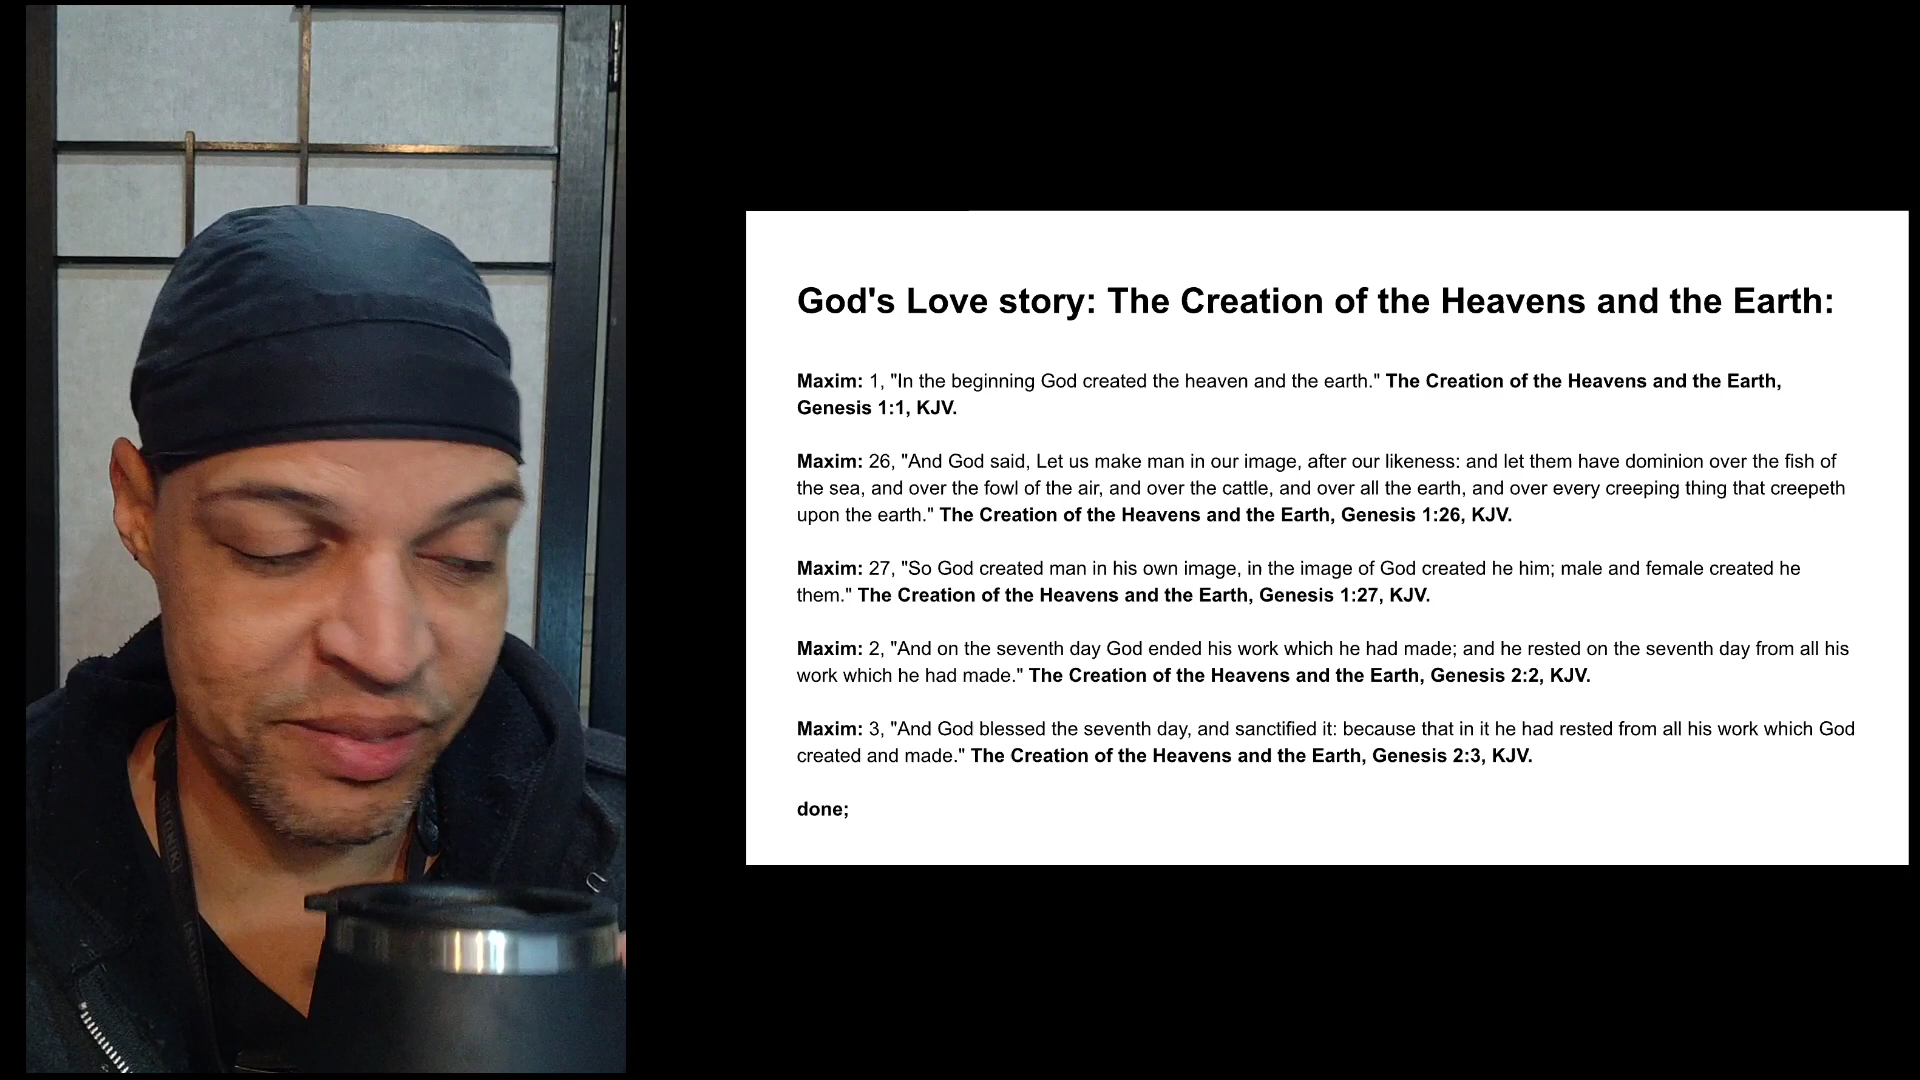 God's Love story: The Creation of the Heavens and the Earth:
Maxim: 1, "In the beginning God created the heaven and the earth." The Creation of the Heavens and the Earth,
Genesis 1:1, KJV.
Maxim: 26, "And God said, Let us make man in our image, after our likeness: and let them have dominion over the fish of
the sea, and over the fowl of the air, and over the cattle, and over all the earth, and over every creeping thing that creepeth
upon the earth." The Creation of the Heavens and the Earth, Genesis 1:26, KJV.
Maxim: 27, "So God created man in his own image, in the image of God created he him; male and female created he
them." The Creation of the Heavens and the Earth, Genesis 1:27, KJV.
Maxim: 2, "And on the seventh day God ended his work which he had made; and he rested on the seventh day from all his
work which he had made." The Creation of the Heavens and the Earth, Genesis 2:2, KJV.
Maxim: 3, "And God blessed the seventh day, and sanctified it: because that in it he had rested from all his work which God
created and made." The Creation of the Heavens and the Earth, Genesis 2:3, KJV.
done;